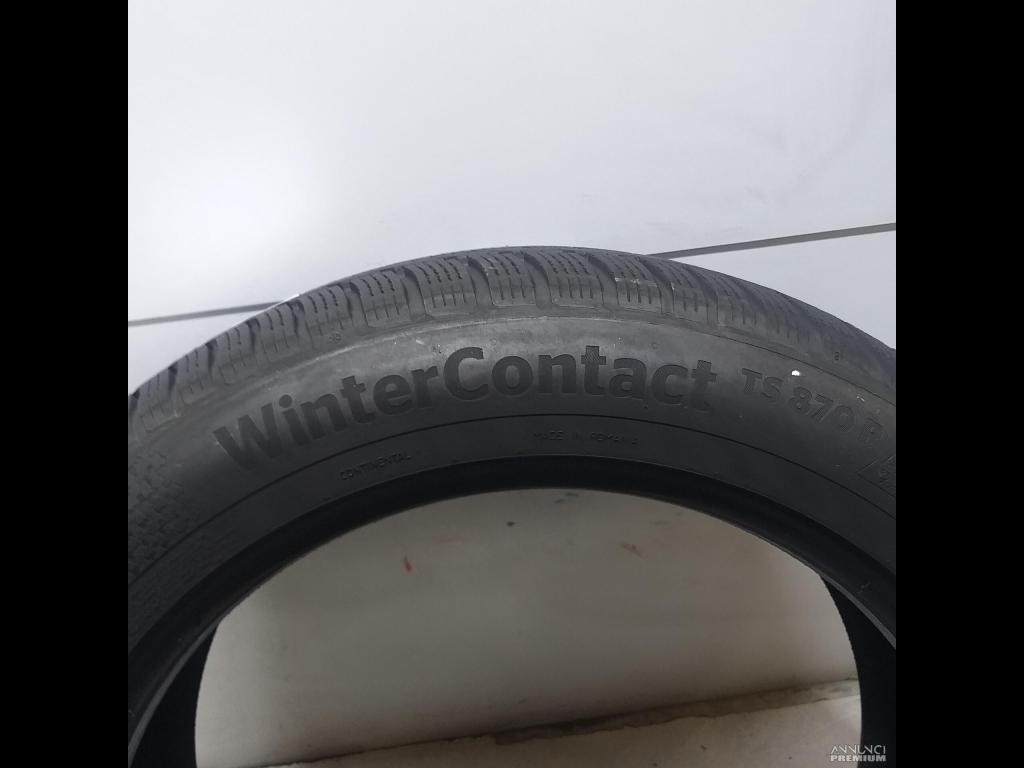 WinterContact TS 870 P
CONTINENTAL
MADE IN ROMANIA
ANNUNCI
PREMIUM